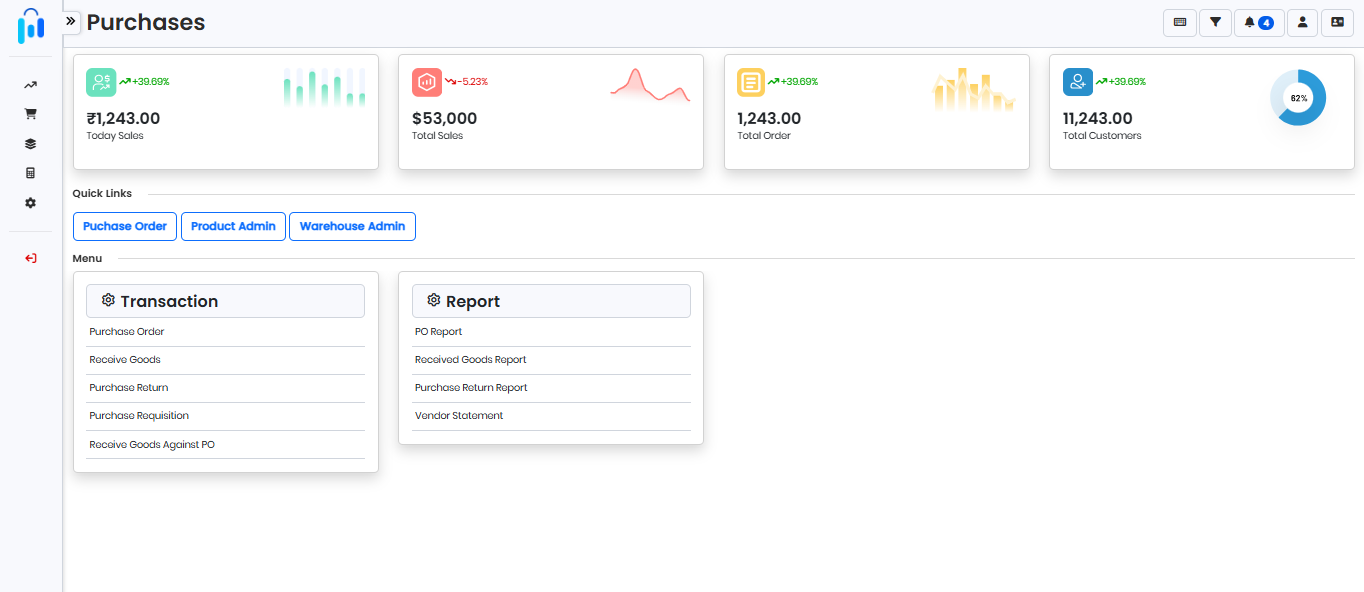 Purchases
4
+39.69%
₹1,243.00
Today Sales
-5.23%
$53,000
Total Sales
+39.69%
1,243.00
Total Order
+39.69%
11,243.00
Total Customers
62%
Quick Links
Puchase Order
Product Admin
Warehouse Admin
Menu
Transaction
Purchase Order
Receive Goods
Purchase Return
Purchase Requisition
Receive Goods Against PO
Report
PO Report
Received Goods Report
Purchase Return Report
Vendor Statement